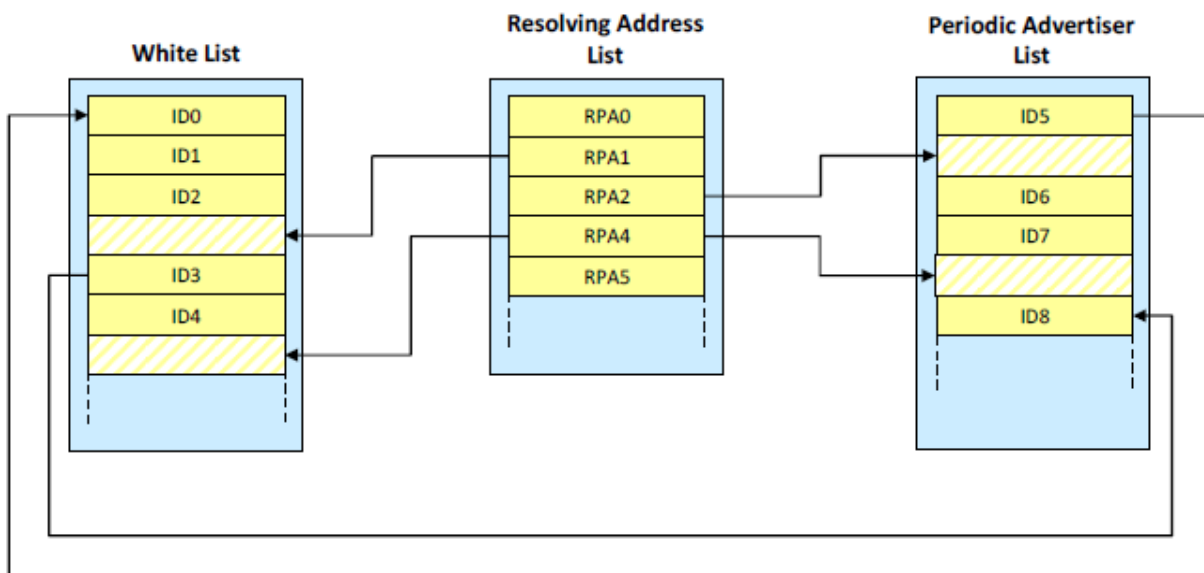 White List
ID0
ID1
ID2
ID3
ID4
Resolving Address
List
RPA0
RPA1
RPA2
RPA4
RPA5
Periodic Advertiser
List
ID5
ID6
ID7
ID8